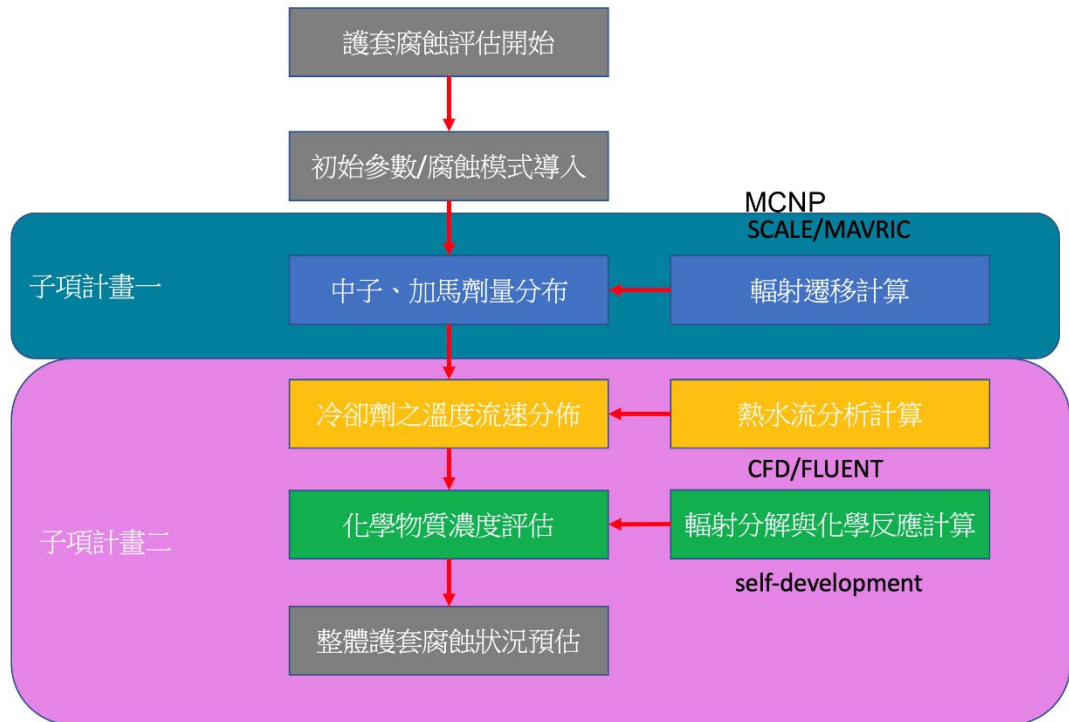 護套腐蝕評估開始
初始參數/腐蝕模式導入
MCNP
SCALE/MAVRIC
子項計畫一
中子、加馬劑量分布
輻射遷移計算
冷卻劑之溫度流速分佈
熱水流分析計算
CFD/FLUENT
子項計畫二
化學物質濃度評估
輻射分解與化學反應計算
self-development
整體護套腐蝕狀況預估